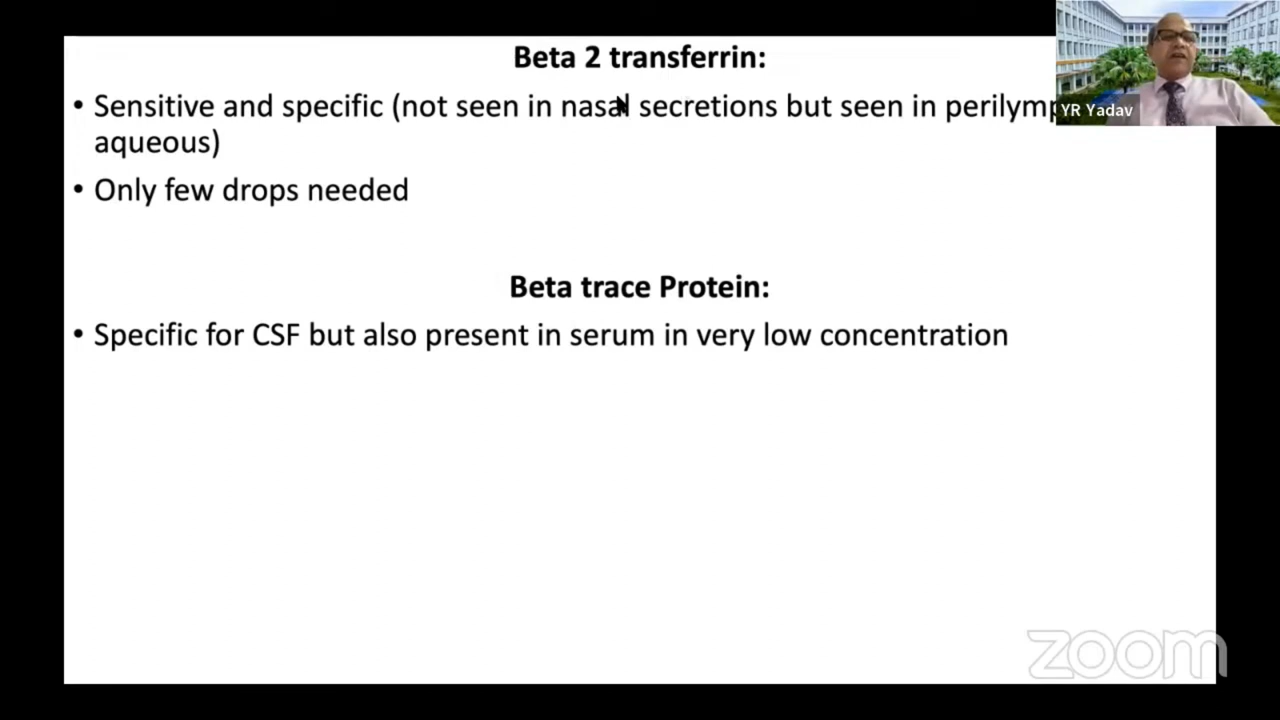 Beta 2 transferrin:
• Sensitive and specific (not seen in nasal secretions but seen in
aqueous)
• Only few drops needed
Beta trace Protein:
• Specific for CSF but also present in serum in very low concentration
YR Yadav
zoom